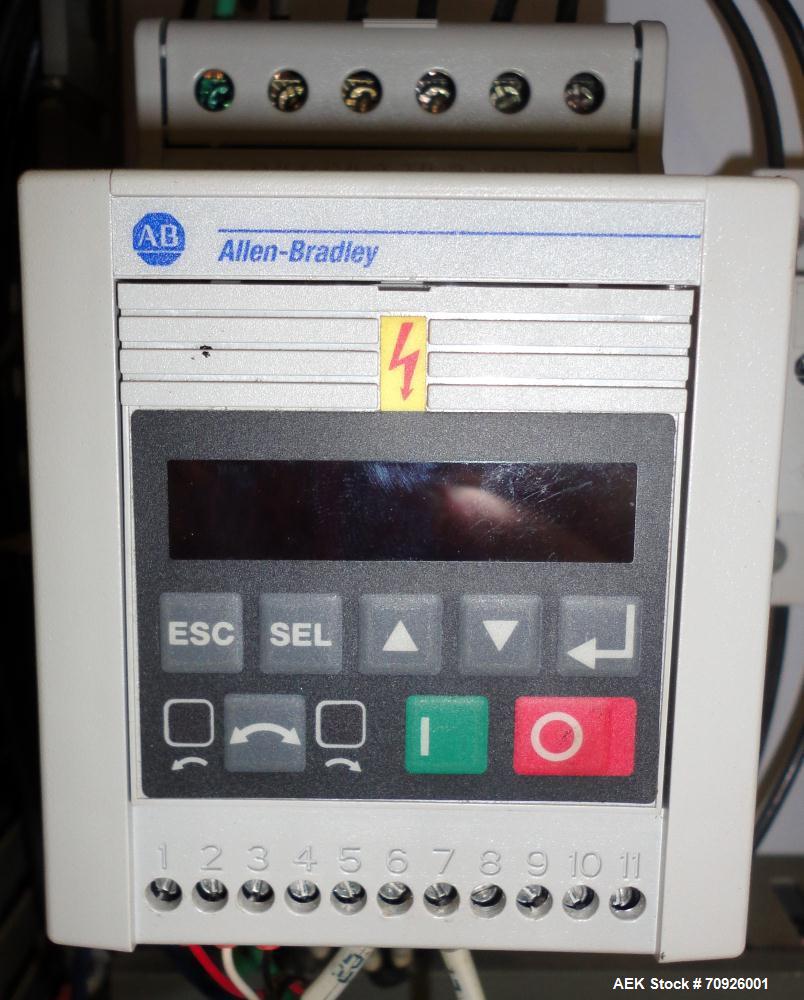 AB
Allen-Bradley
ESC SEL
1 2 3 4 5 6 7 8 9 10 11
AEK Stock # 70926001